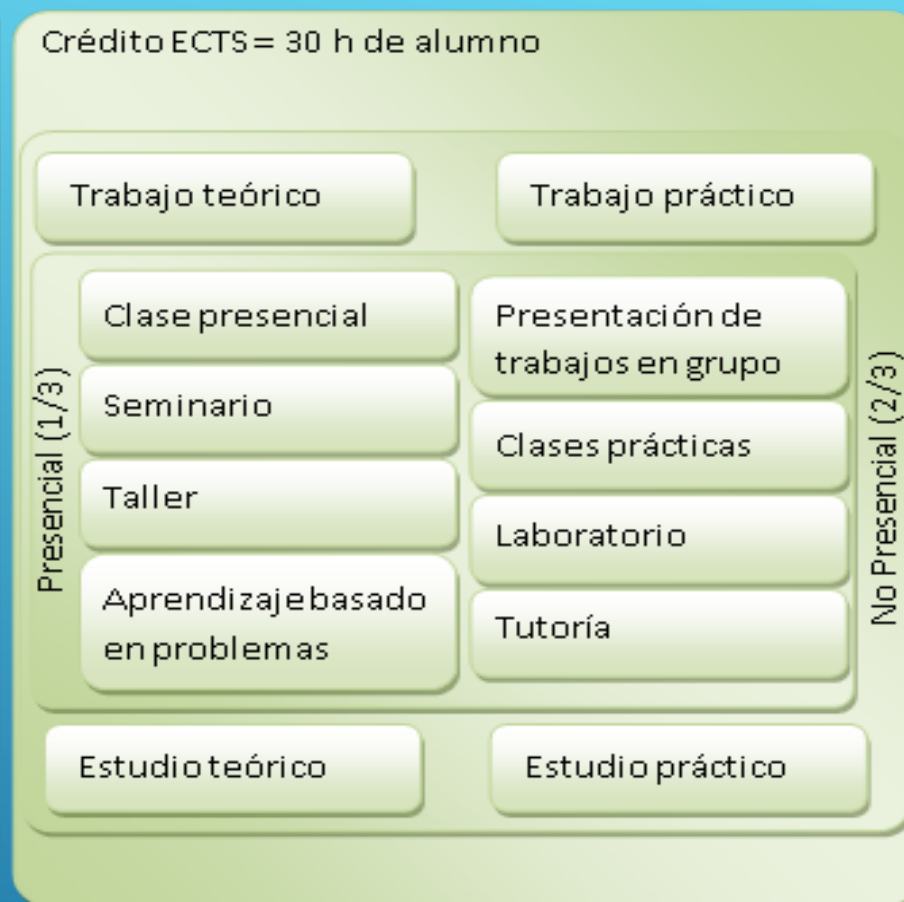 Crédito ECTS = 30 h de alumno
Trabajo teórico
Trabajo práctico
Presencial (1/3)
Clase presencial
Seminario
Taller
Aprendizaje basado
en problemas
Presentación de
trabajos en grupo
Clases prácticas
Laboratorio
Tutoría
No Presencial (2/3)
Estudio teórico
Estudio práctico